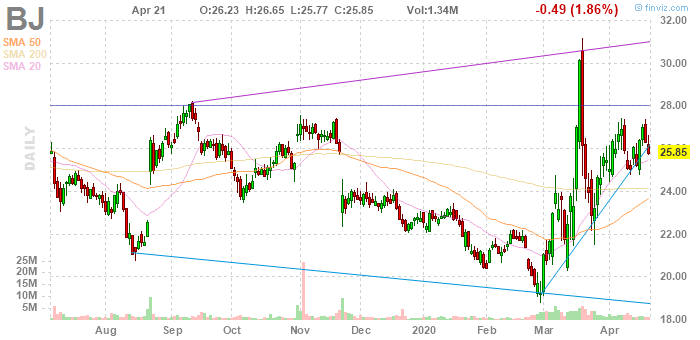 BJ
Apr 21 O:26.23 H:26.65 L:25.77 C:25.85 Vol:1.34M -0.49 (1.86%)
© finviz.com
SMA 50
SMA 200
SMA 20
DAILY
32.00
30.00
28.00
26.00
25.85
24.00
22.00
20.00
18.00
25M
20M
15M
10M
5M
Aug Sep Oct Nov Dec 2020 Feb Mar Apr